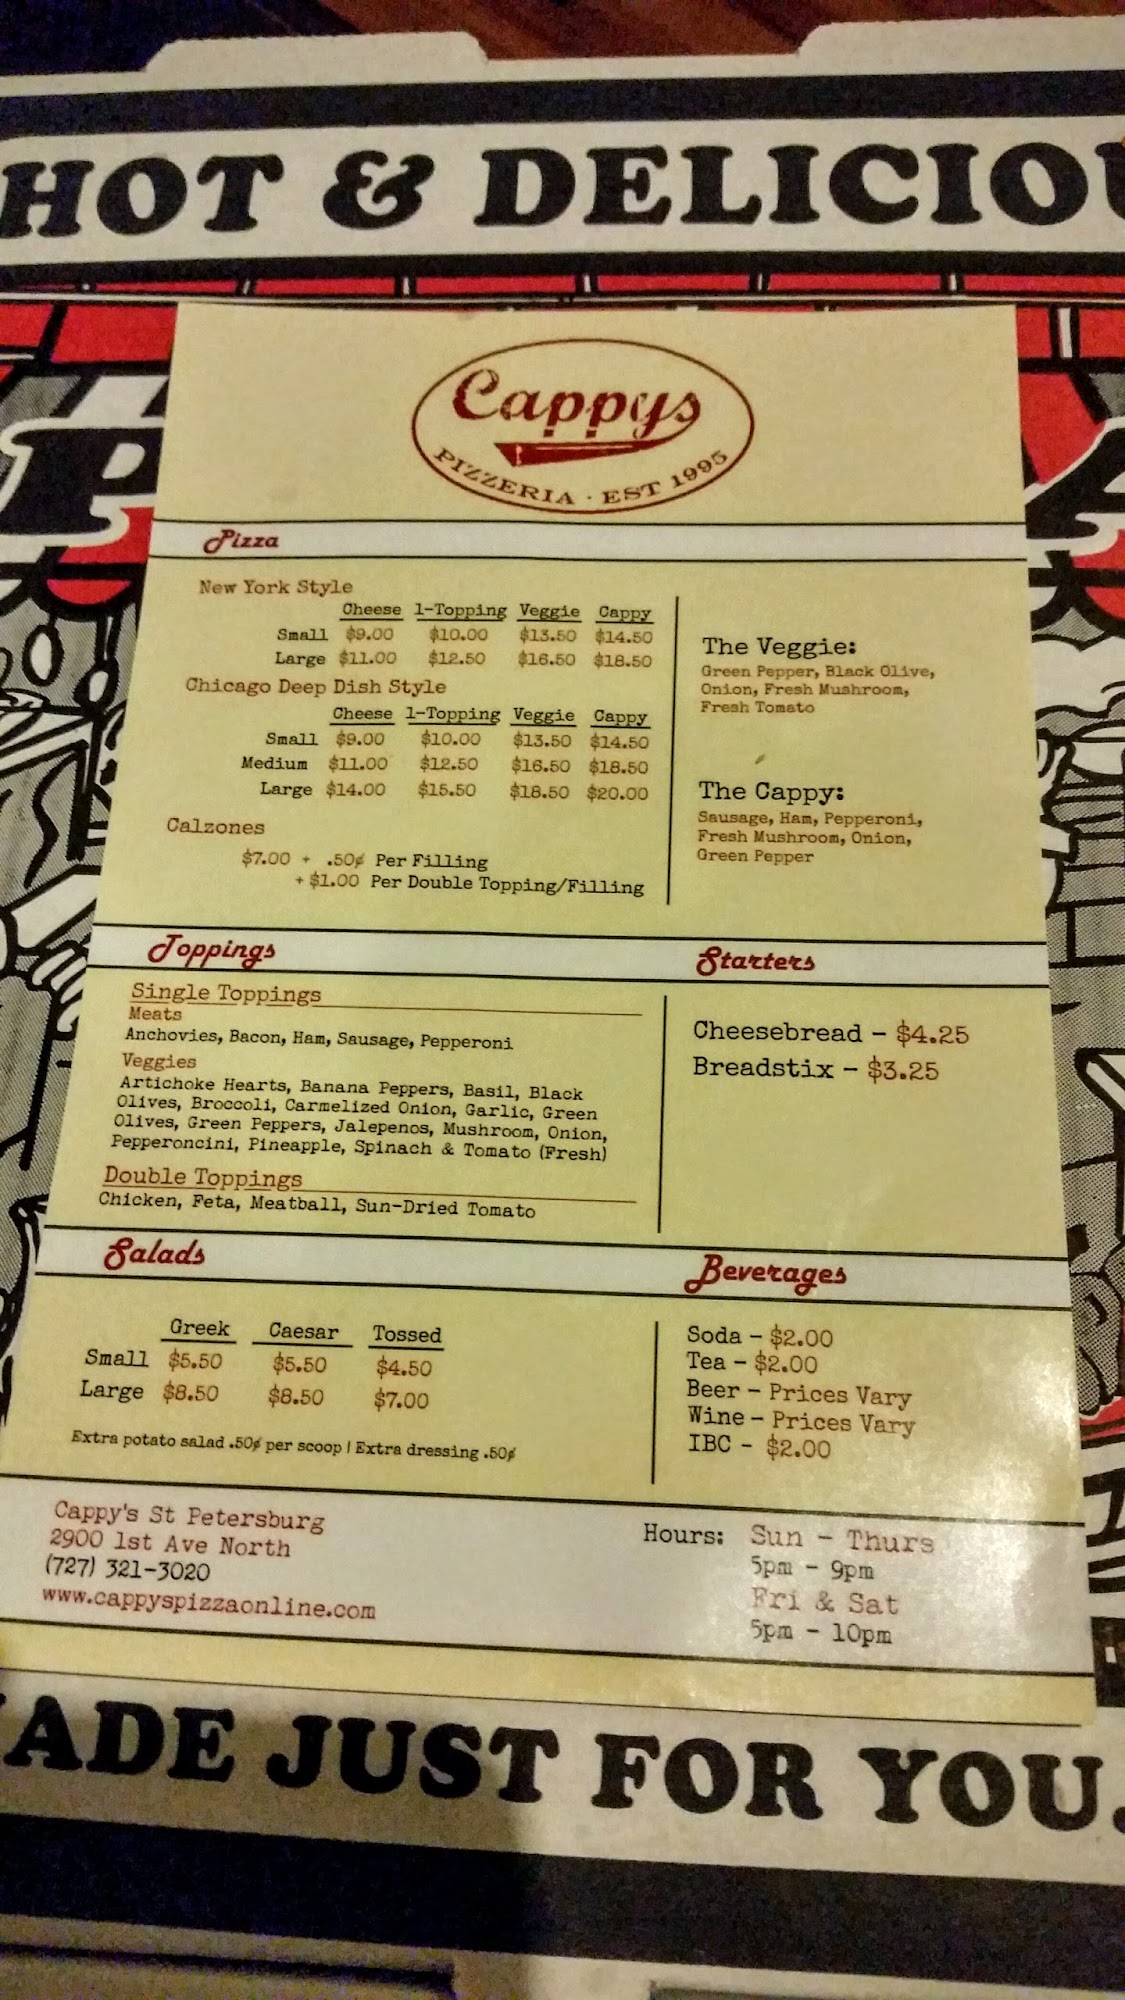 HOT & DELICIOU
Cappys
PIZZERIA · EST 1995
Pizza
New York Style
Cheese 1-Topping Veggie Cappy
Small $9.00 $10.00 $13.50 $14.50
Large $11.00 $12.50 $16.50 $18.50
Chicago Deep Dish Style
Cheese 1-Topping Veggie Cappy
Small $9.00 $10.00 $13.50 $14.50
Medium $11.00 $12.50 $16.50 $18.50
Large $14.00 $15.50 $18.50 $20.00
Calzones
$7.00 + .50¢ Per Filling
+ $1.00 Per Double Topping/Filling
The Veggie:
Green Pepper, Black Olive,
Onion, Fresh Mushroom,
Fresh Tomato
The Cappy:
Sausage, Ham, Pepperoni,
Fresh Mushroom, Onion,
Green Pepper
Toppings
Single Toppings
Meats
Anchovies, Bacon, Ham, Sausage, Pepperoni
Veggies
Artichoke Hearts, Banana Peppers, Basil, Black
Olives, Broccoli, Carmelized Onion, Garlic, Green
Olives, Green Peppers, Jalepenos, Mushroom, Onion,
Pepperoncini, Pineapple, Spinach & Tomato (Fresh)
Double Toppings
Chicken, Feta, Meatball, Sun-Dried Tomato
Starters
Cheesebread - $4.25
Breadstix - $3.25
Salads
Greek Caesar Tossed
Small $5.50 $5.50 $4.50
Large $8.50 $8.50 $7.00
Extra potato salad .50¢ per scoop | Extra dressing .50¢
Beverages
Soda - $2.00
Tea - $2.00
Beer - Prices Vary
Wine - Prices Vary
IBC - $2.00
Cappy's St Petersburg
2900 1st Ave North
(727) 321-3020
www.cappyspizzaonline.com
Hours: Sun - Thurs
5pm - 9pm
Fri & Sat
5pm - 10pm
ADE JUST FOR YOU.